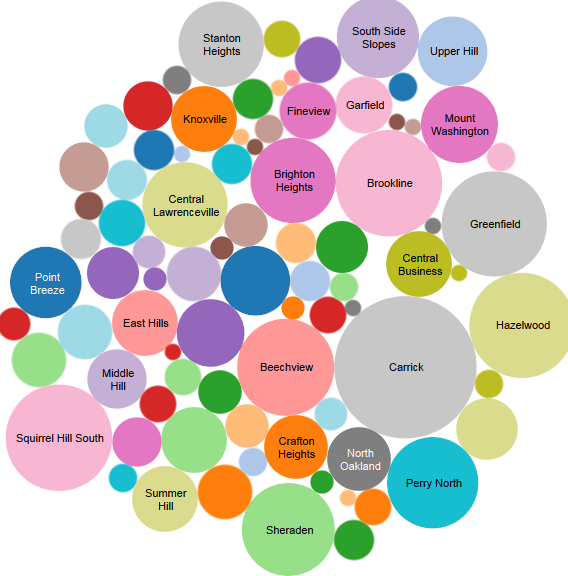 Stanton
Heights
South Side
Slopes
Upper Hill
Knoxville
Fineview
Garfield
Mount
Washington
Brighton
Heights
Brookline
Central
Lawrenceville
Greenfield
Central
Business
Point
Breeze
East Hills
Hazelwood
Beechview
Carrick
Middle
Hill
Squirrel Hill South
Crafton
Heights
North
Oakland
Perry North
Summer
Hill
Sheraden